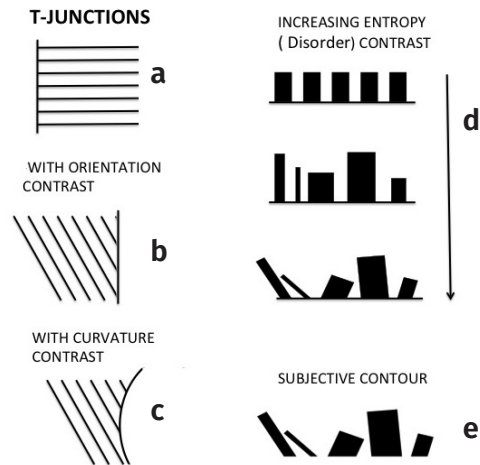 T-JUNCTIONS
a
WITH ORIENTATION
CONTRAST
b
WITH CURVATURE
CONTRAST
c
INCREASING ENTROPY
( Disorder) CONTRAST
d
SUBJECTIVE CONTOUR
e